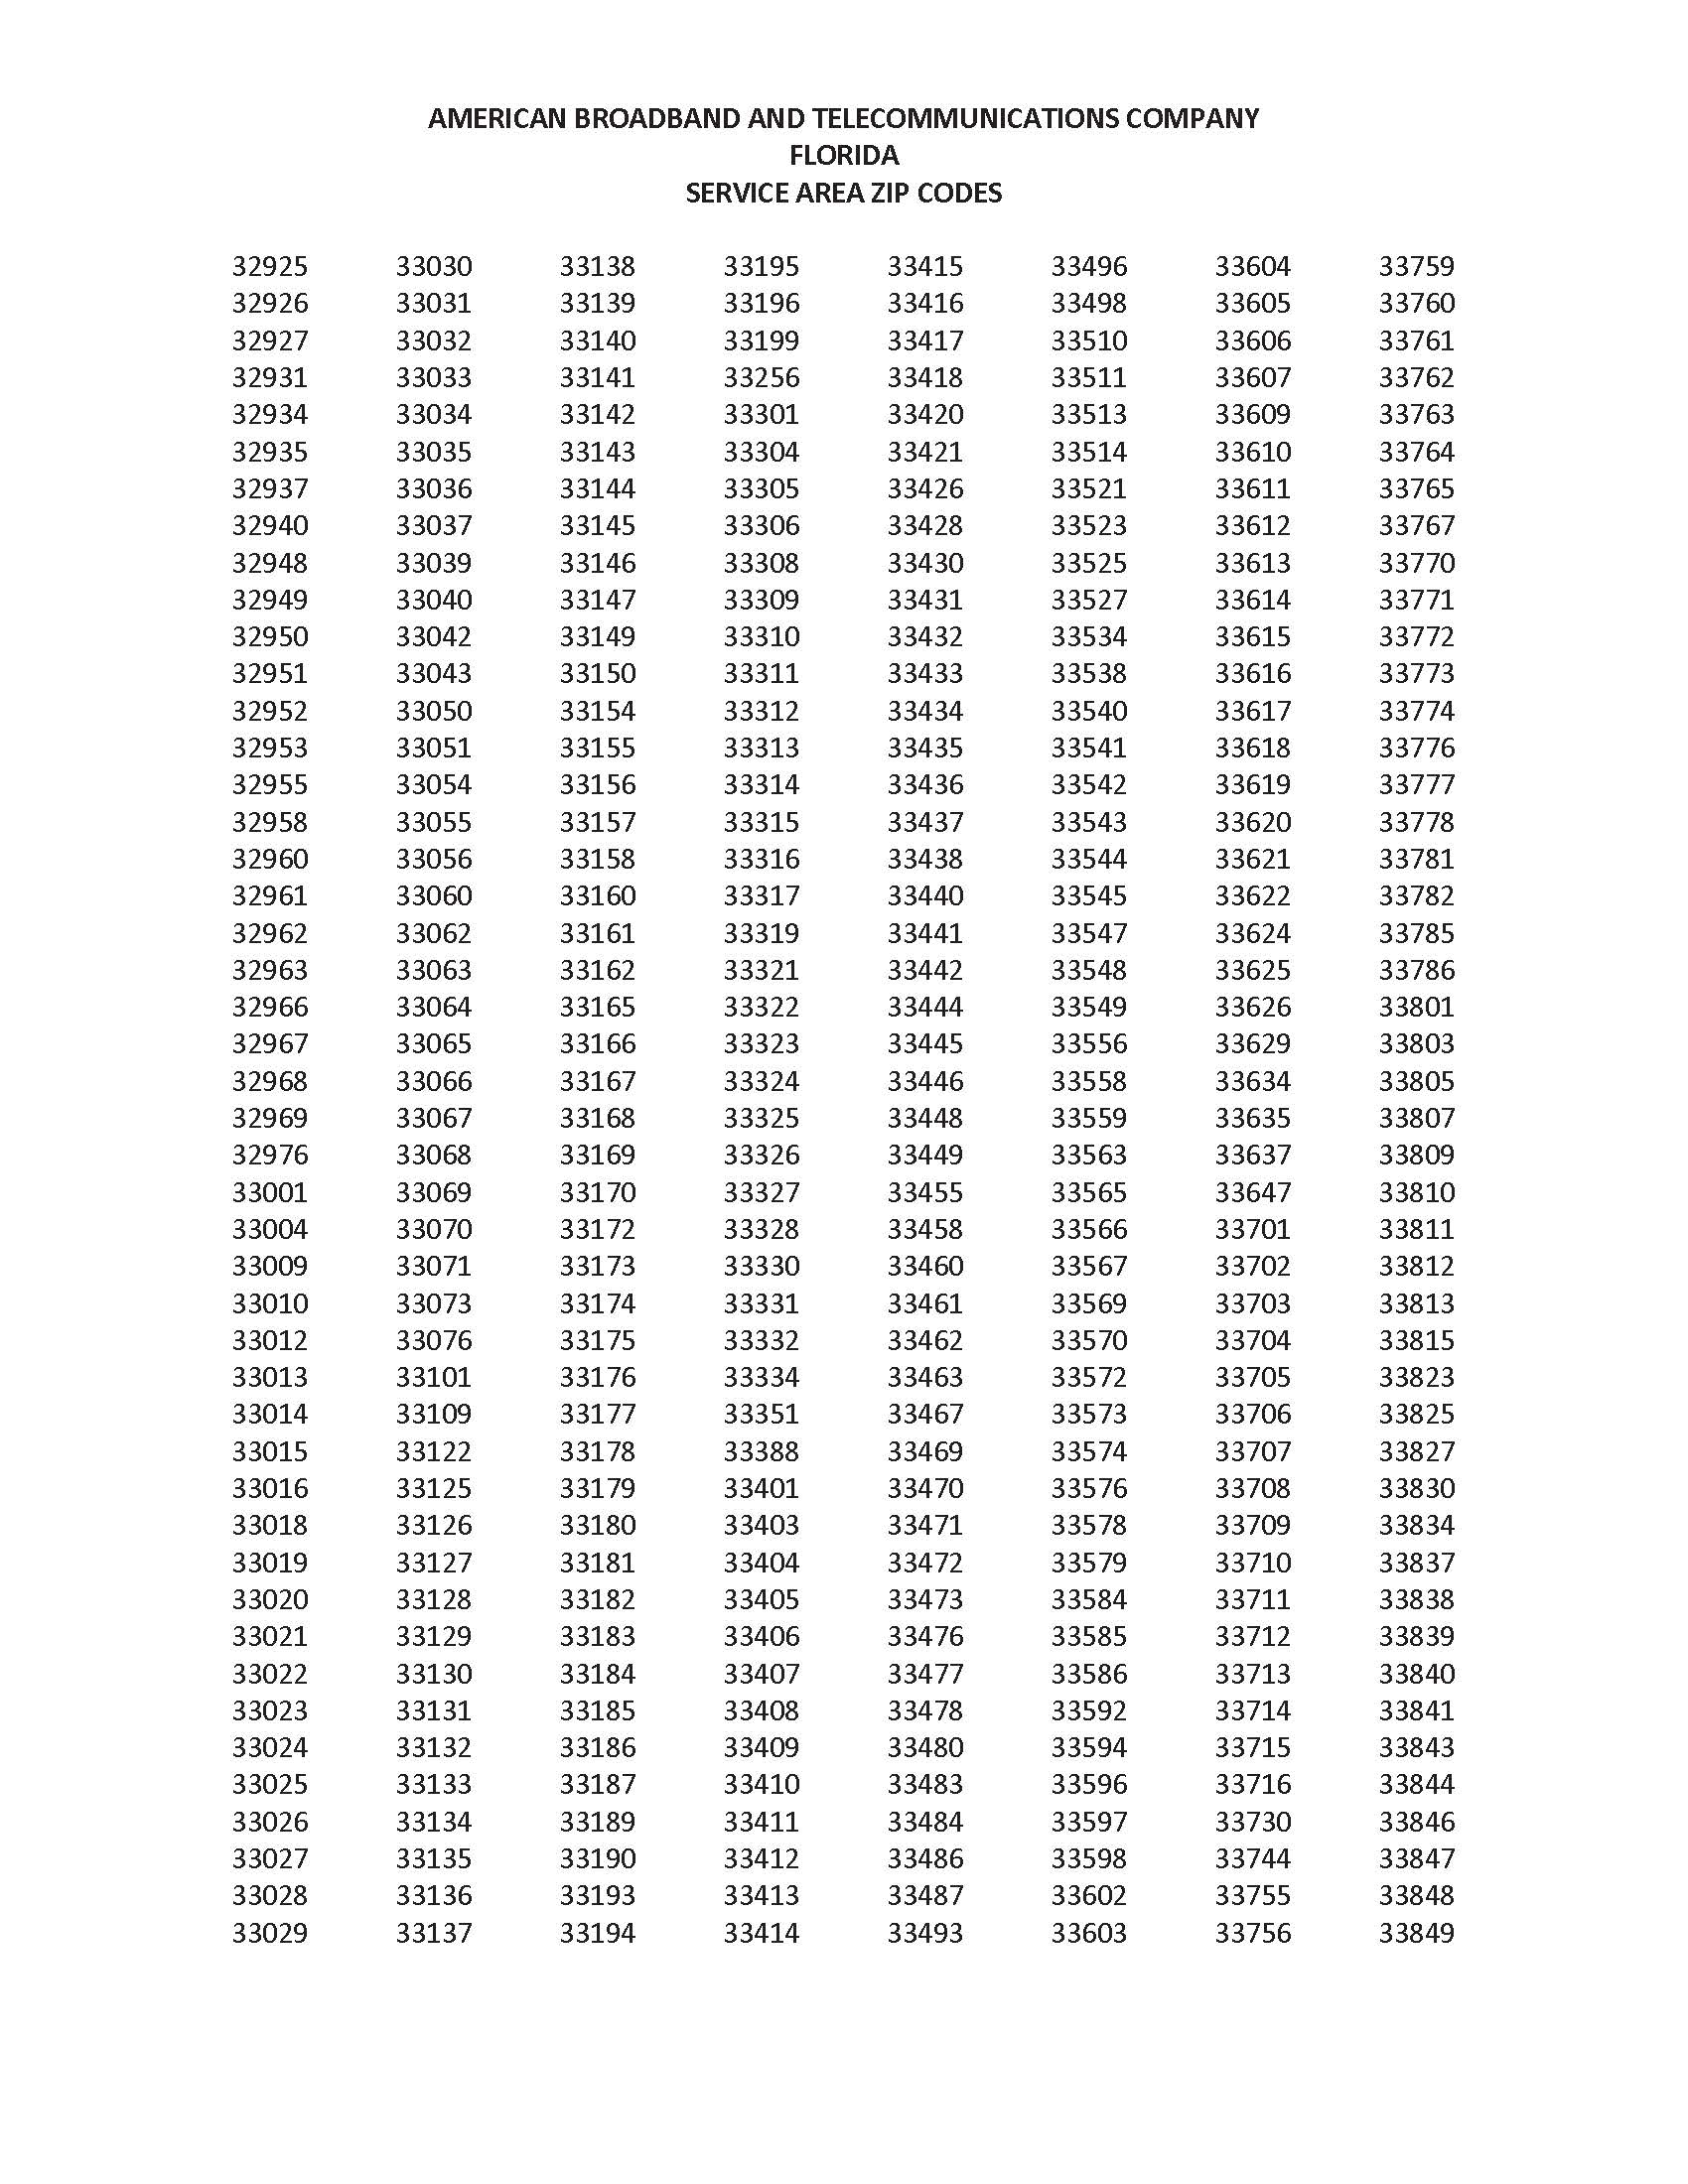 AMERICAN BROADBAND AND TELECOMMUNICATIONS COMPANY
FLORIDA
SERVICE AREA ZIP CODES
32925 33030 33138 33195 33415 33496 33604 33759
32926 33031 33139 33196 33416 33498 33605 33760
32927 33032 33140 33199 33417 33510 33606 33761
32931 33033 33141 33256 33418 33511 33607 33762
32934 33034 33142 33301 33420 33513 33609 33763
32935 33035 33143 33304 33421 33514 33610 33764
32937 33036 33144 33305 33426 33521 33611 33765
32940 33037 33145 33306 33428 33523 33612 33767
32948 33039 33146 33308 33430 33525 33613 33770
32949 33040 33147 33309 33431 33527 33614 33771
32950 33042 33149 33310 33432 33534 33615 33772
32951 33043 33150 33311 33433 33538 33616 33773
32952 33050 33154 33312 33434 33540 33617 33774
32953 33051 33155 33313 33435 33541 33618 33776
32955 33054 33156 33314 33436 33542 33619 33777
32958 33055 33157 33315 33437 33543 33620 33778
32960 33056 33158 33316 33438 33544 33621 33781
32961 33060 33160 33317 33440 33545 33622 33782
32962 33062 33161 33319 33441 33547 33624 33785
32963 33063 33162 33321 33442 33548 33625 33786
32966 33064 33165 33322 33444 33549 33626 33801
32967 33065 33166 33323 33445 33556 33629 33803
32968 33066 33167 33324 33446 33558 33634 33805
32969 33067 33168 33325 33448 33559 33635 33807
32976 33068 33169 33326 33449 33563 33637 33809
33001 33069 33170 33327 33455 33565 33647 33810
33004 33070 33172 33328 33458 33566 33701 33811
33009 33071 33173 33330 33460 33567 33702 33812
33010 33073 33174 33331 33461 33569 33703 33813
33012 33076 33175 33332 33462 33570 33704 33815
33013 33101 33176 33334 33463 33572 33705 33823
33014 33109 33177 33351 33467 33573 33706 33825
33015 33122 33178 33388 33469 33574 33707 33827
33016 33125 33179 33401 33470 33576 33708 33830
33018 33126 33180 33403 33471 33578 33709 33834
33019 33127 33181 33404 33472 33579 33710 33837
33020 33128 33182 33405 33473 33584 33711 33838
33021 33129 33183 33406 33476 33585 33712 33839
33022 33130 33184 33407 33477 33586 33713 33840
33023 33131 33185 33408 33478 33592 33714 33841
33024 33132 33186 33409 33480 33594 33715 33843
33025 33133 33187 33410 33483 33596 33716 33844
33026 33134 33189 33411 33484 33597 33730 33846
33027 33135 33190 33412 33486 33598 33744 33847
33028 33136 33193 33413 33487 33602 33755 33848
33029 33137 33194 33414 33493 33603 33756 33849